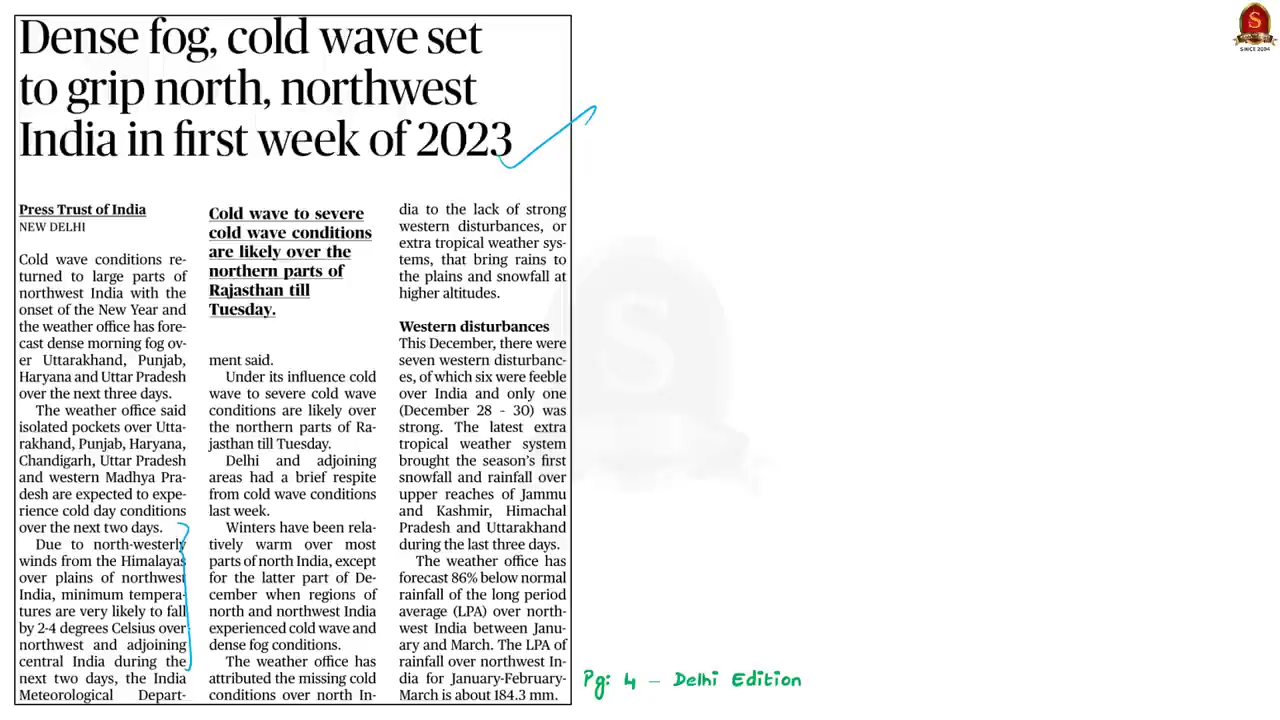 Dense fog, cold wave set
to grip north, northwest
India in first week of 2023
Press Trust of India
NEW DELHI
Cold wave conditions re-
turned to large parts of
northwest India with the
onset of the New Year and
the weather office has fore-
cast dense morning fog ov-
er Uttarakhand, Punjab,
Haryana and Uttar Pradesh
over the next three days.
The weather office said
isolated pockets over Utta-
rakhand, Punjab, Haryana,
Chandigarh, Uttar Pradesh
and western Madhya Pra-
desh are expected to expe-
rience cold day conditions
over the next two days.
Due to north-westerly
winds from the Himalayas
over plains of northwest
India, minimum tempera-
tures are very likely to fall
by 2-4 degrees Celsius over
northwest and adjoining
central India during the
next two days, the India
Meteorological Depart-
Cold wave to severe
cold wave conditions
are likely over the
northern parts of
Rajasthan till
Tuesday.
ment said.
Under its influence cold
wave to severe cold wave
conditions are likely over
the northern parts of Ra-
jasthan till Tuesday.
Delhi and adjoining
areas had a brief respite
from cold wave conditions
last week.
Winters have been rela-
tively warm over most
parts of north India, except
for the latter part of De-
cember when regions of
north and northwest India
experienced cold wave and
dense fog conditions.
The weather office has
attributed the missing cold
conditions over north In-
dia to the lack of strong
western disturbances, or
extra tropical weather sys-
tems, that bring rains to
the plains and snowfall at
higher altitudes.
Western disturbances
This December, there were
seven western disturbanc-
es, of which six were feeble
over India and only one
(December 28 - 30) was
strong. The latest extra
tropical weather system
brought the season's first
snowfall and rainfall over
upper reaches of Jammu
and Kashmir, Himachal
Pradesh and Uttarakhand
during the last three days.
The weather office has
forecast 86% below normal
rainfall of the long period
average (LPA) over north-
west India between Janu-
ary and March. The LPA of
rainfall over northwest In-
dia for January-February-
March is about 184.3 mm.
Pg: 4 – Delhi Edition
S
SINCE 2004
S